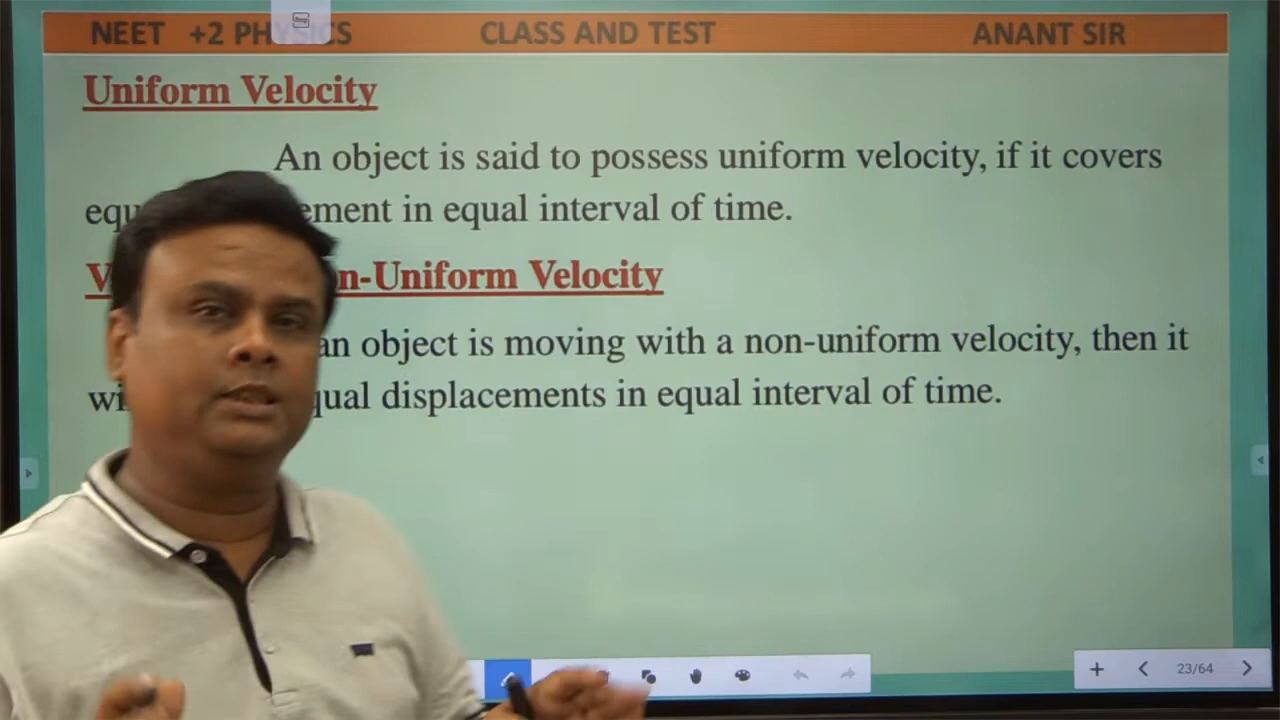 NEET +2 PHYSICS CLASS AND TEST ANANT SIR
Uniform Velocity
An object is said to possess uniform velocity, if it covers
equ ement in equal interval of time.
V n-Uniform Velocity
an object is moving with a non-uniform velocity, then it
wi qual displacements in equal interval of time.
23/64